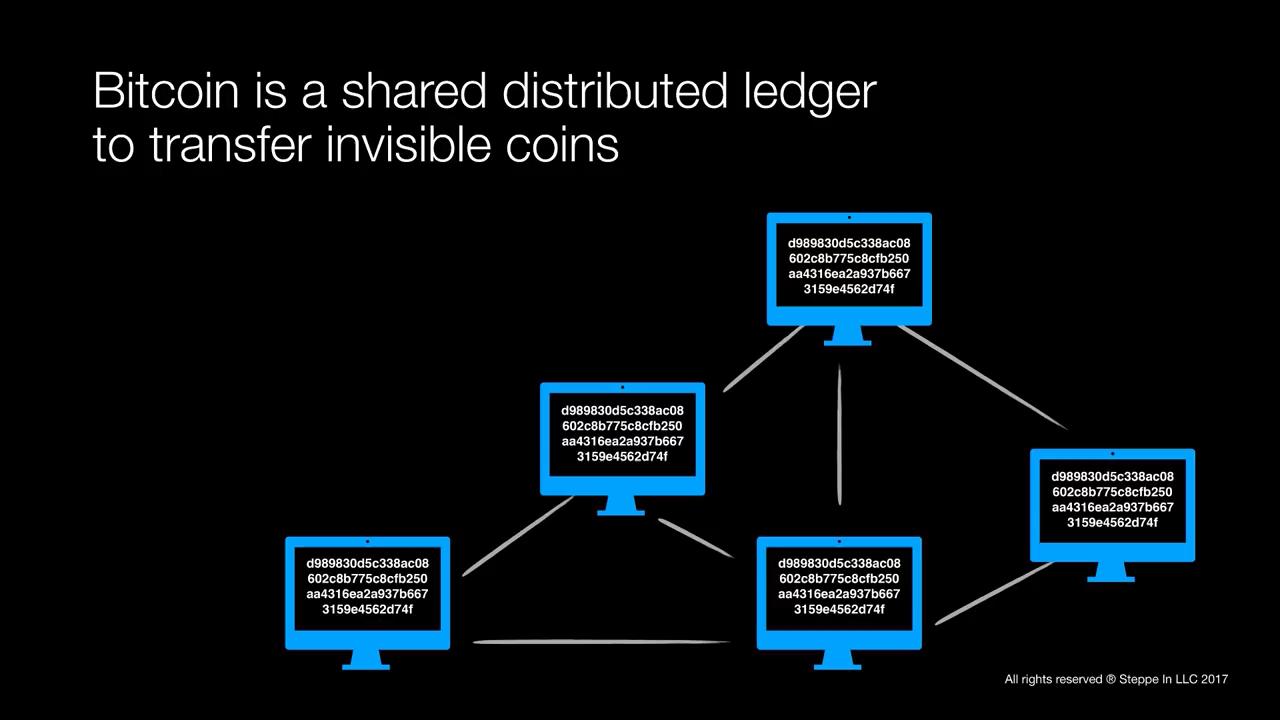 Bitcoin is a shared distributed ledger
to transfer invisible coins
d989830d5c338ac08
602c8b775c8cfb250
aa4316ea2a937b667
3159e4562d74f
d989830d5c338ac08
602c8b775c8cfb250
aa4316ea2a937b667
3159e4562d74f
d989830d5c338ac08
602c8b775c8cfb250
aa4316ea2a937b667
3159e4562d74f
d989830d5c338ac08
602c8b775c8cfb250
aa4316ea2a937b667
3159e4562d74f
d989830d5c338ac08
602c8b775c8cfb250
aa4316ea2a937b667
3159e4562d74f
All rights reserved ® Steppe In LLC 2017